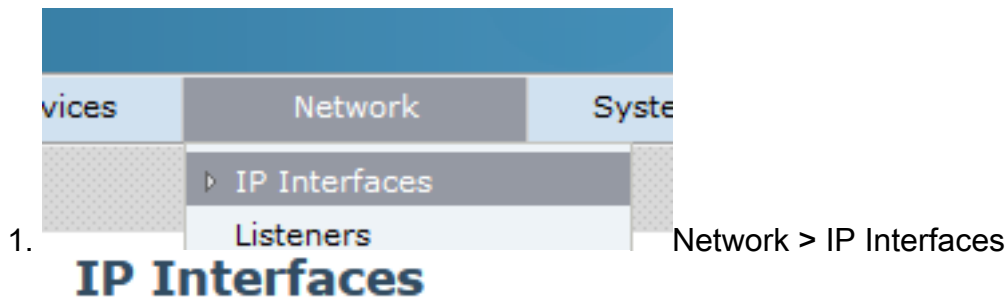 vices Network Syste
IP Interfaces
Listeners
1. Network > IP Interfaces
IP Interfaces